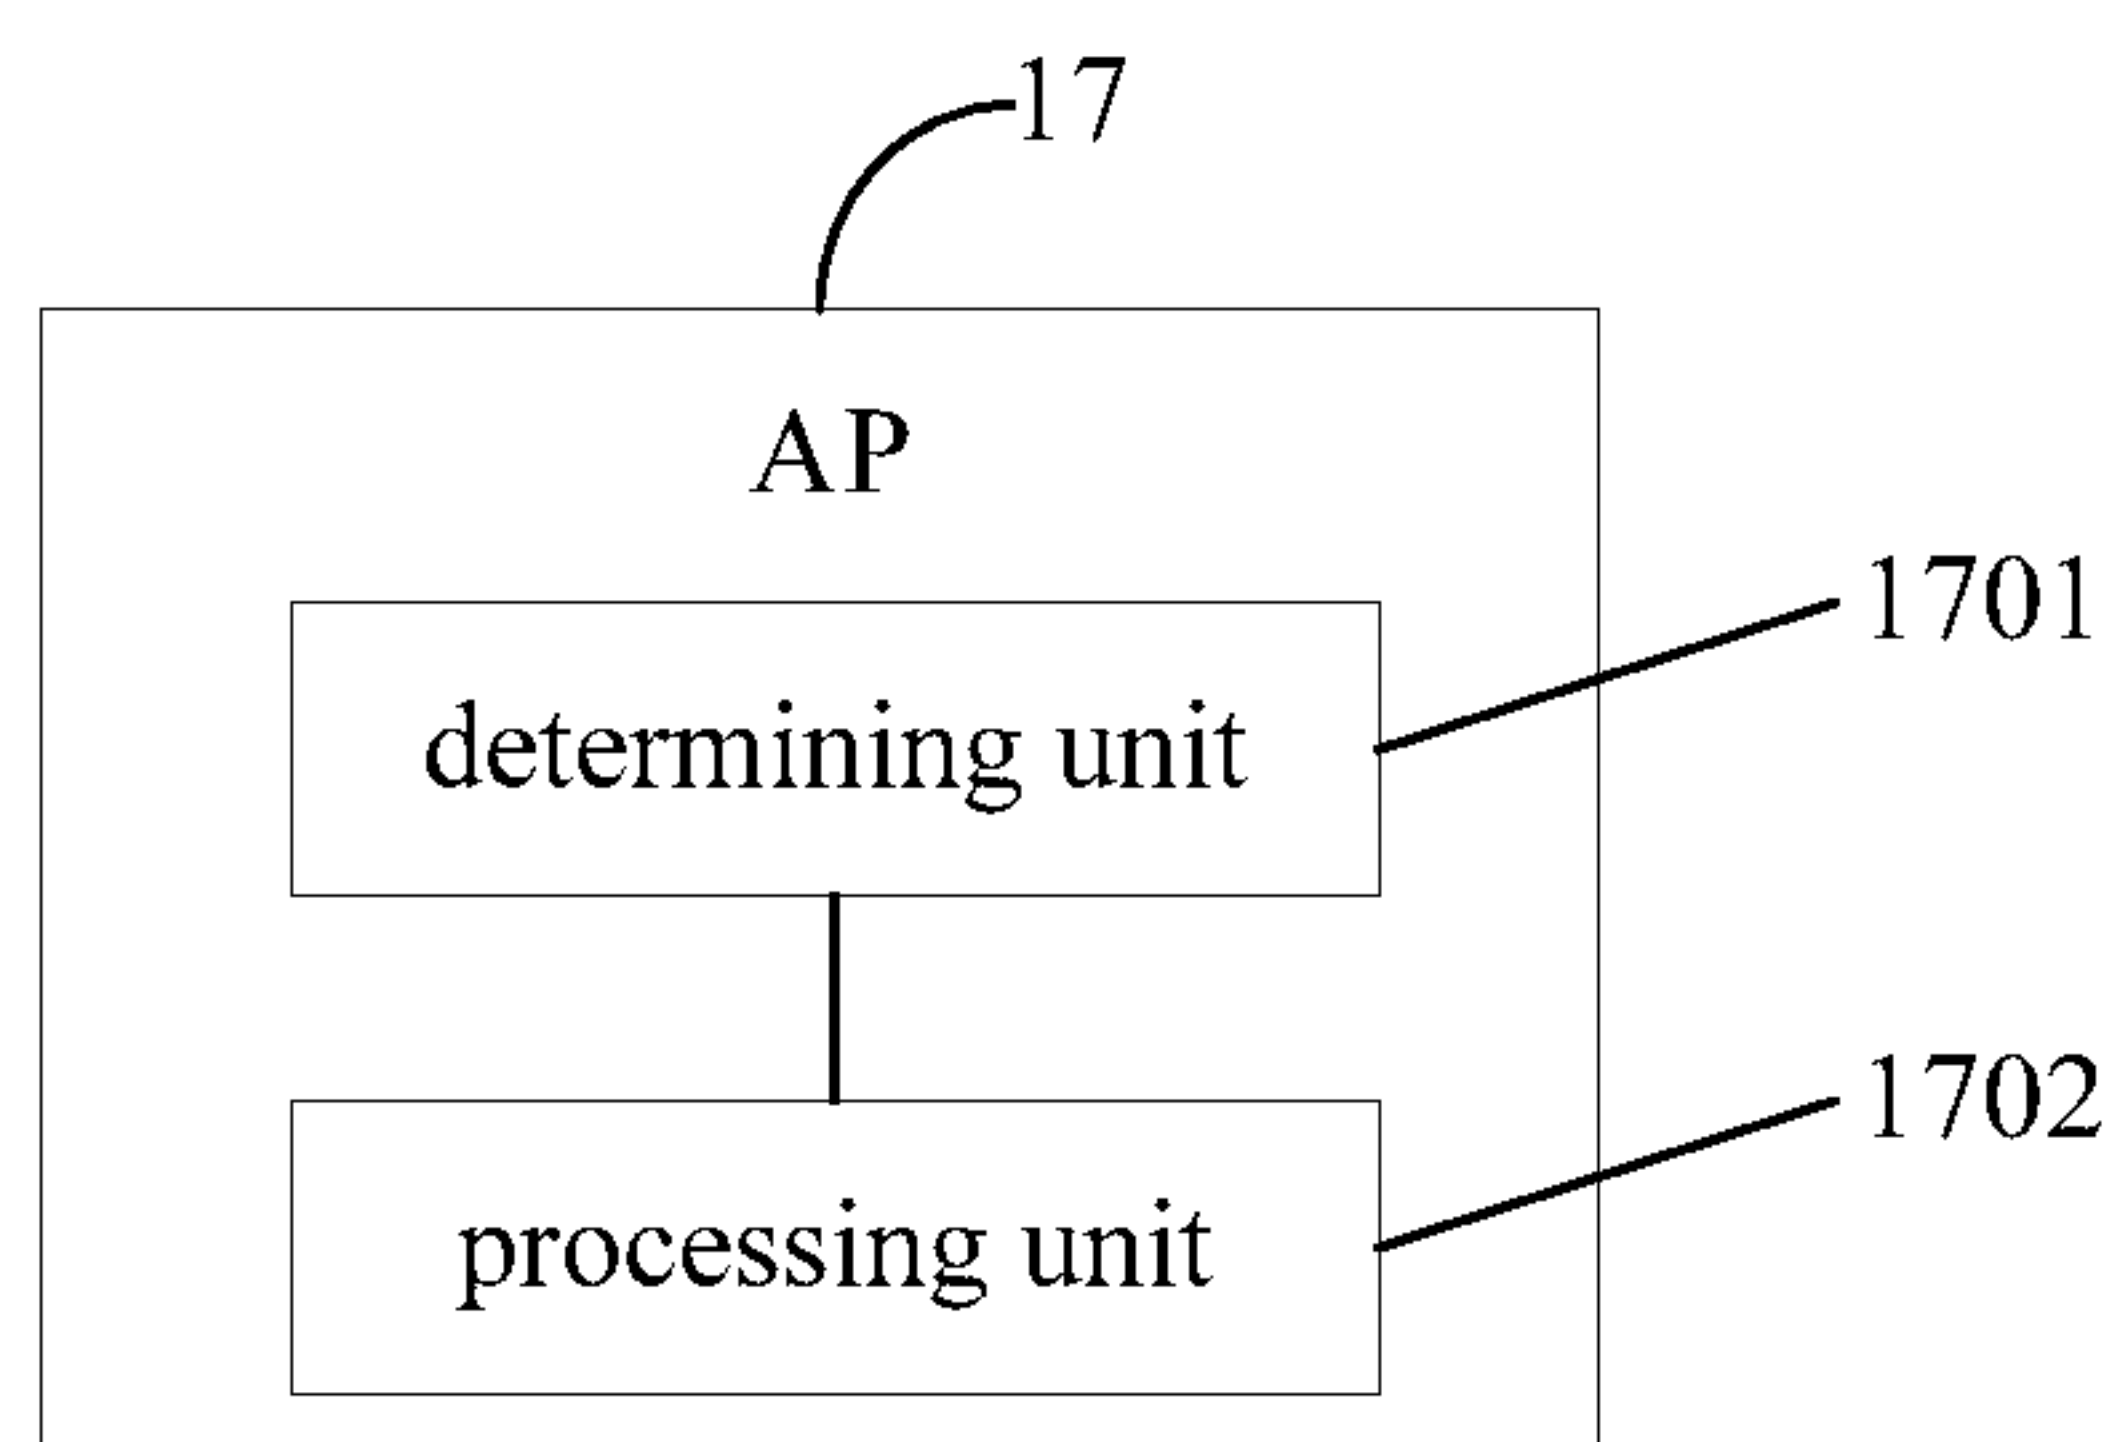 17
AP
1701
determining unit
1702
processing unit